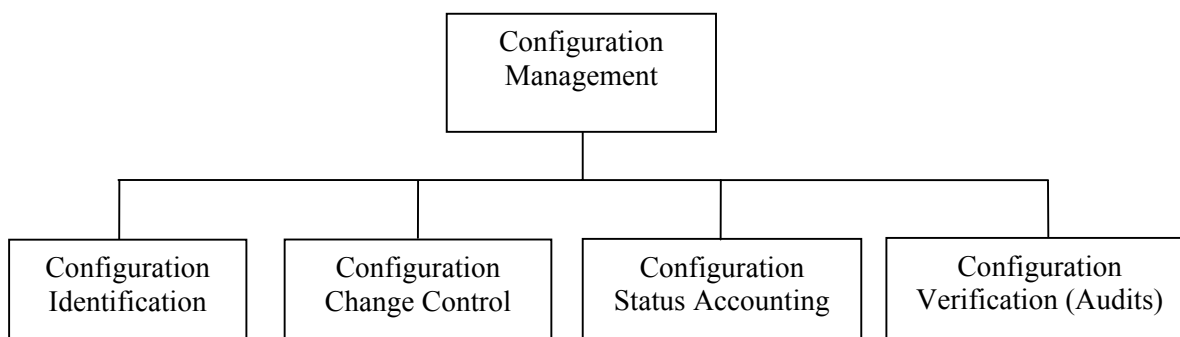 Configuration
Management
Configuration
Identification
Configuration
Change Control
Configuration
Status Accounting
Configuration
Verification (Audits)